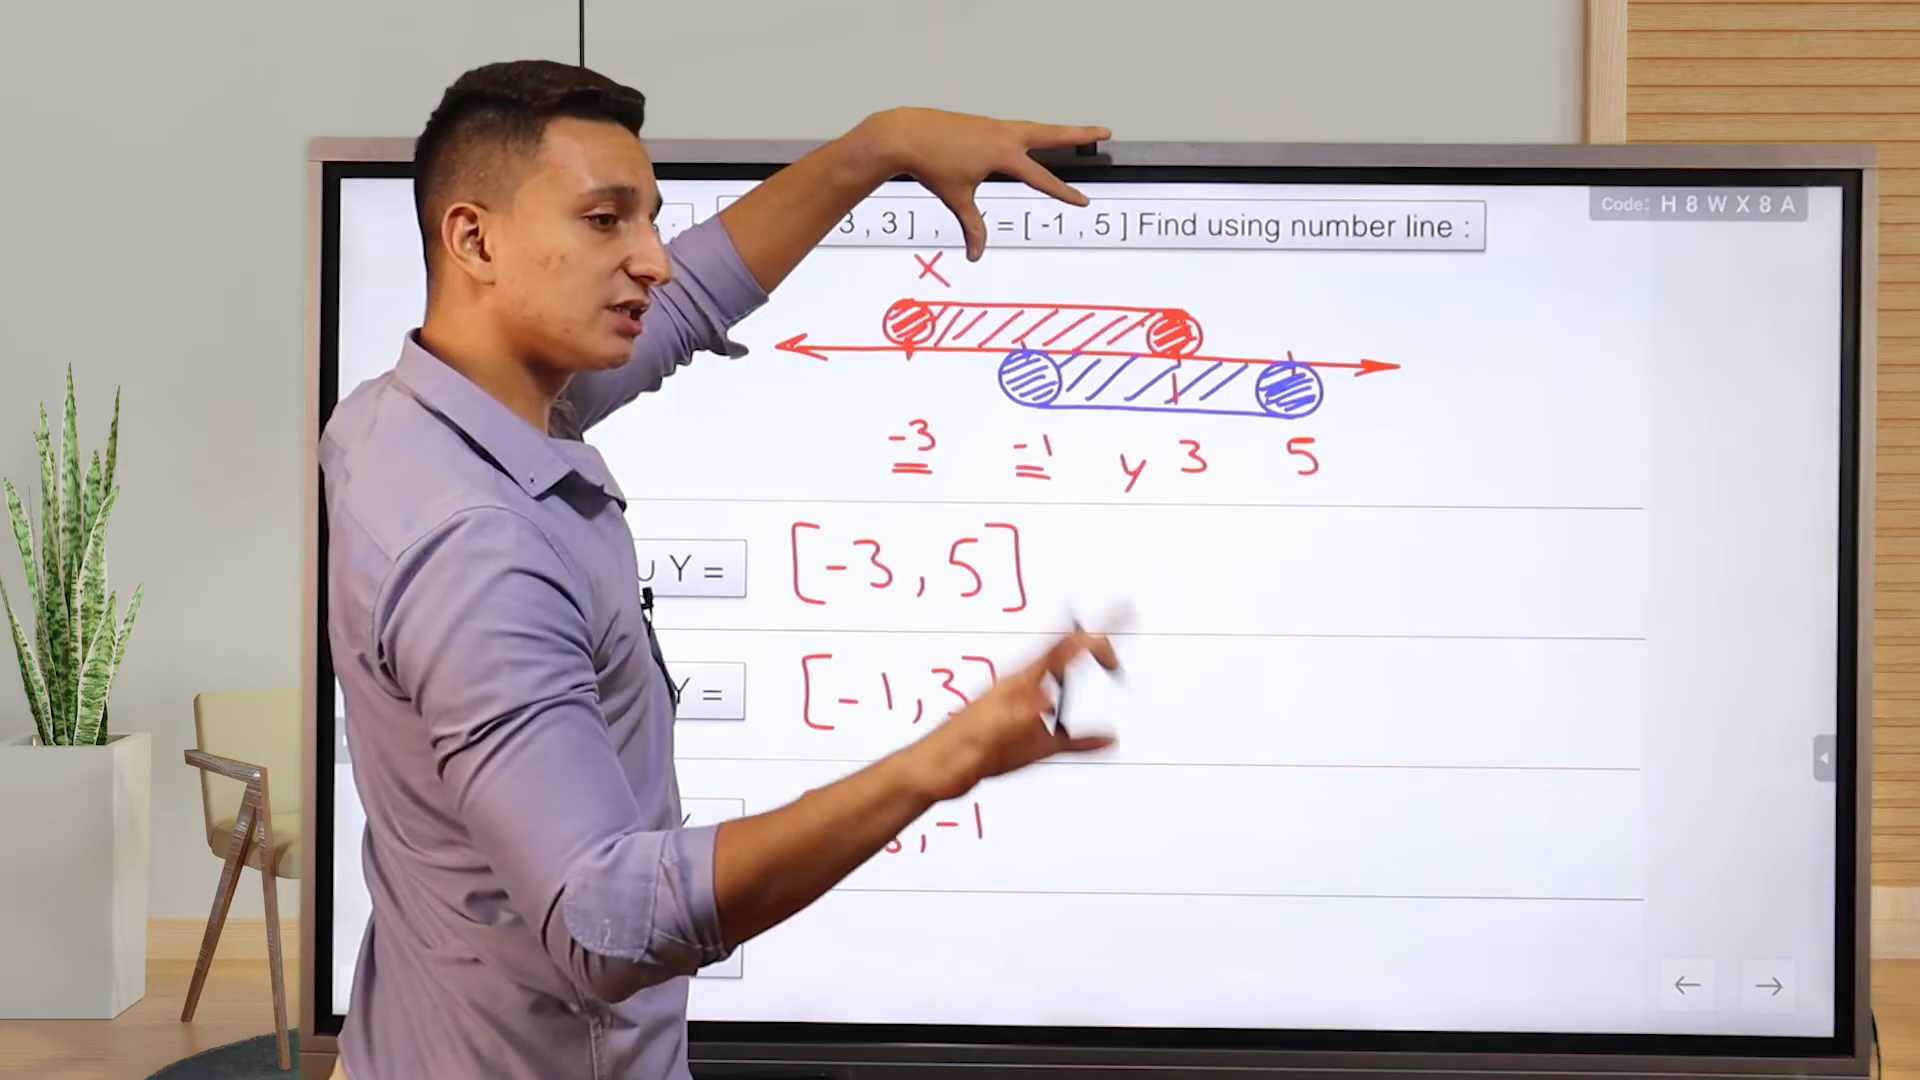 Code: H 8 W X 8 A
3 , 3 ] , = [ -1 , 5 ] Find using number line :
X
-3 -1 y 3 5
∪ Y = [-3, 5]
Y = [-1,3]
,-1